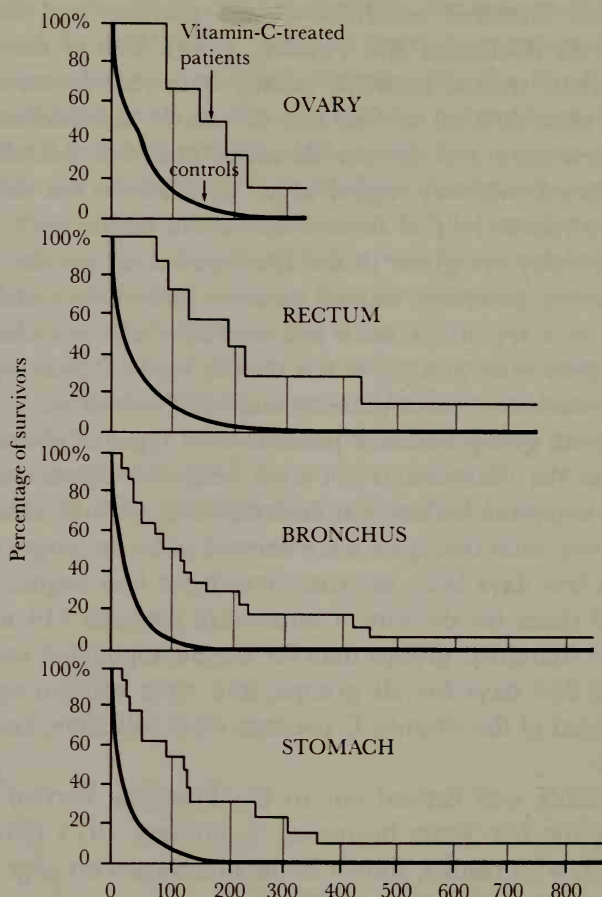 100%
80
60
40
20
0
Vitamin-C-treated
patients
OVARY
controls
100%
80
60
40
20
0
RECTUM
100%
80
60
40
20
0
BRONCHUS
100%
80
60
40
20
0
STOMACH
Percentage of survivors
0 100 200 300 400 500 600 700 800